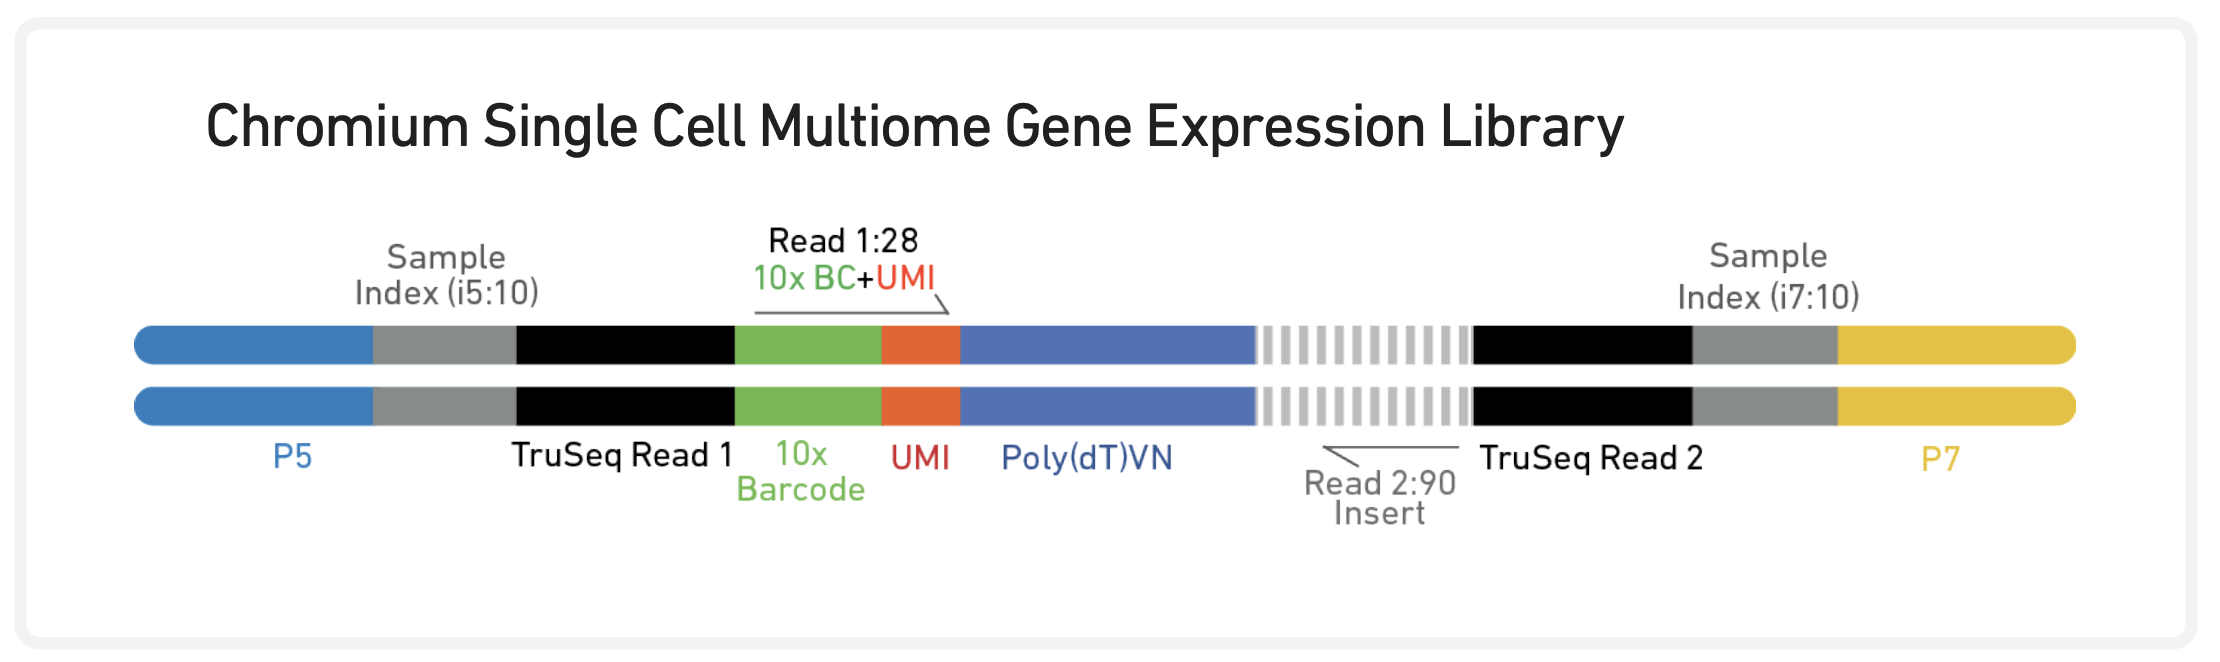 Chromium Single Cell Multiome Gene Expression Library
Sample
Index (i5:10)
Read 1:28
10x BC+UMI
Sample
Index (i7:10)
P5
TruSeq Read 1
10x
Barcode
UMI
Poly(dT)VN
Read 2:90
Insert
TruSeq Read 2
P7